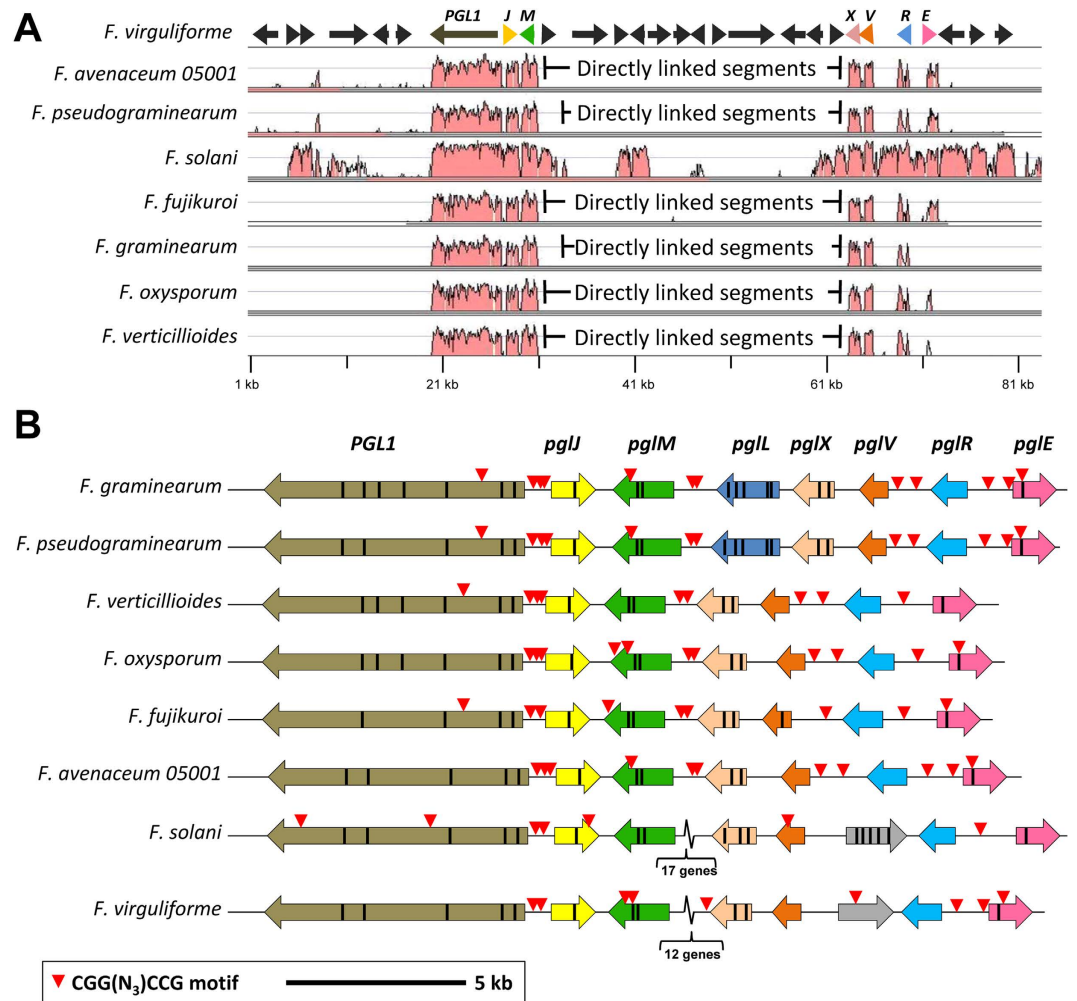 A
F. virguliforme PGL1 J M X V R E
F. avenaceum 05001 Directly linked segments
F. pseudograminearum Directly linked segments
F. solani
F. fujikuroi Directly linked segments
F. graminearum Directly linked segments
F. oxysporum Directly linked segments
F. verticillioides Directly linked segments
1 kb 21 kb 41 kb 61 kb 81 kb
B
PGL1 pglJ pglM pglL pglX pglV pglR pglE
F. graminearum
F. pseudograminearum
F. verticillioides
F. oxysporum
F. fujikuroi
F. avenaceum 05001
F. solani
17 genes
F. virguliforme
12 genes
CGG(N3)CCG motif 5 kb